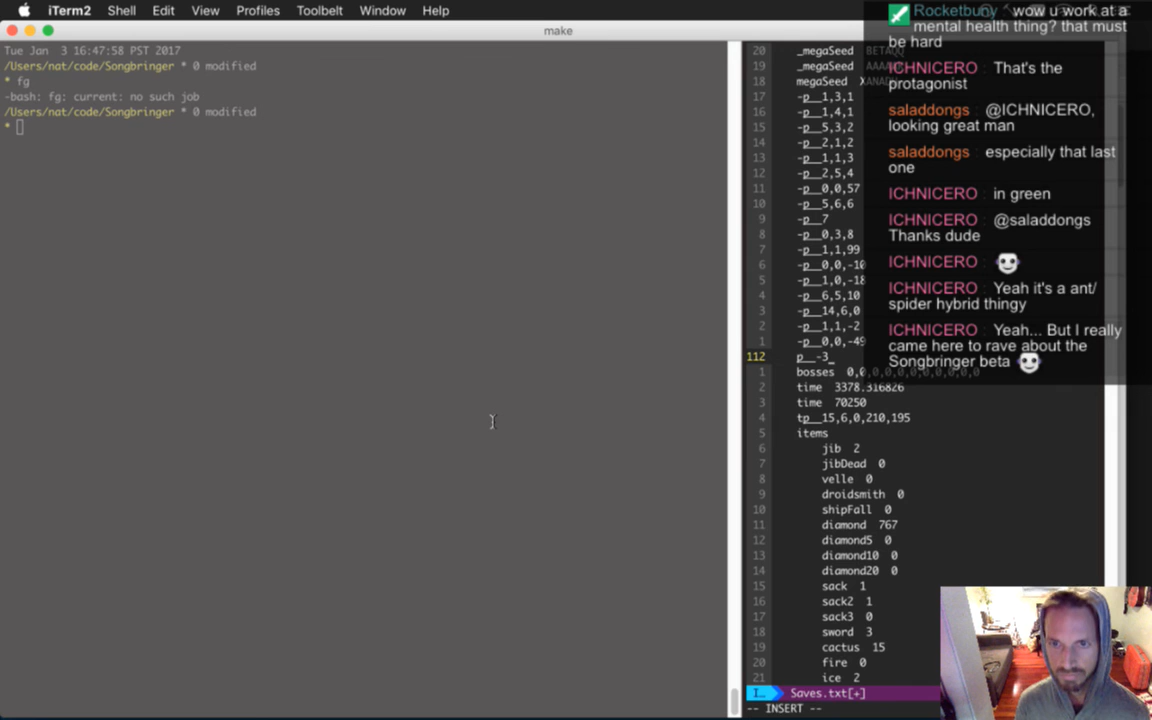 iTerm2 Shell Edit View Profiles Toolbelt Window Help
make
Tue Jan 3 16:47:58 PST 2017
/Users/nat/code/Songbringer * 0 modified
* fg
-bash: fg: current: no such job
/Users/nat/code/Songbringer * 0 modified
*
20 _megaSeed BETAQQ
19 _megaSeed
18 megaSeed
17 -p__1,3,1
16 -p__1,4,1
15 -p__5,3,2
14 -p__2,1,2
13 -p__1,1,3
12 -p__2,5,4
11 -p__0,0,57
10 -p__5,6,6
9 -p__7
8 -p__0,3,8
7 -p__1,1,99
6 -p__0,0,-10
5 -p__1,0,-18
4 -p__6,5,10
3 -p__14,6,0
2 -p__1,1,-2
1 -p__0,0,-49
112 p__-3_
1 bosses 0,0,0,0,0,0,0,0,0,0,0
2 time 3378.316826
3 time 70250
4 tp__15,6,0,210,195
5 items
6 jib 2
7 jibDead 0
8 velle 0
9 droidsmith 0
10 shipFall 0
11 diamond 767
12 diamond5 0
13 diamond10 0
14 diamond20 0
15 sack 1
16 sack2 1
17 sack3 0
18 sword 3
19 cactus 15
20 fire 0
21 ice 2
I… Saves.txt[+]
-- INSERT --
Rocketbuny : wow u work at a
mental health thing? that must
be hard
ICHNICERO : That's the
protagonist
saladdongs : @ICHNICERO,
looking great man
saladdongs : especially that last
one
ICHNICERO : in green
ICHNICERO : @saladdongs
Thanks dude
ICHNICERO :
ICHNICERO : Yeah it's a ant/
spider hybrid thingy
ICHNICERO : Yeah... But I really
came here to rave about the
Songbringer beta